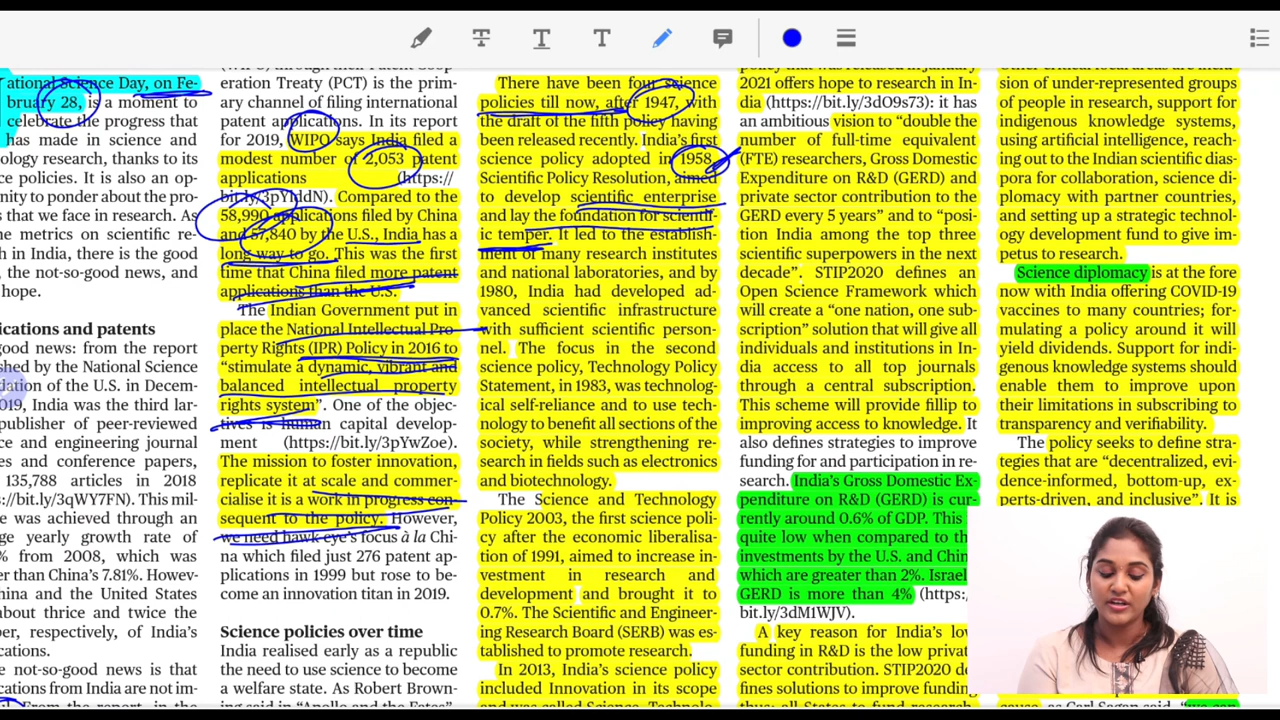 ational Science Day, on Fe-
bruary 28, is a moment to
celebrate the progress that
has made in science and
ology research, thanks to its
ce policies. It is also an op-
nity to ponder about the pro-
s that we face in research. As
me metrics on scientific re-
h in India, there is the good
, the not-so-good news, and
hope.
ications and patents
good news: from the report
shed by the National Science
dation of the U.S. in Decem-
019, India was the third lar-
publisher of peer-reviewed
ce and engineering journal
es and conference papers,
135,788 articles in 2018
s://bit.ly/3qWY7FN). This mil-
e was achieved through an
ge yearly growth rate of
% from 2008, which was
er than China's 7.81%. Howev-
hina and the United States
about thrice and twice the
ber, respectively, of India's
cations.
e not-so-good news is that
cations from India are not im-
From the report, in the
eration Treaty (PCT) is the prim-
ary channel of filing international
patent applications. In its report
for 2019, WIPO says India filed a
modest number of 2,053 patent
applications (https://
bit.ly/3pYIddN). Compared to the
58,990 applications filed by China
and 57,840 by the U.S., India has a
long way to go. This was the first
time that China filed more patent
applications than the U.S.
The Indian Government put in
place the National Intellectual Pro-
perty Rights (IPR) Policy in 2016 to
"stimulate a dynamic, vibrant and
balanced intellectual property
rights system". One of the objec-
tives is human capital develop-
ment (https://bit.ly/3pYwZoe).
The mission to foster innovation,
replicate it at scale and commer-
cialise it is a work in progress con-
sequent to the policy. However,
we need hawk eye's focus à la Chi-
na which filed just 276 patent ap-
plications in 1999 but rose to be-
come an innovation titan in 2019.
Science policies over time
India realised early as a republic
the need to use science to become
a welfare state. As Robert Brown-
ing said in "Apollo and the Fates",
There have been four science
policies till now, after 1947, with
the draft of the fifth policy having
been released recently. India's first
science policy adopted in 1958,
Scientific Policy Resolution, aimed
to develop scientific enterprise
and lay the foundation for scientif-
ic temper. It led to the establish-
ment of many research institutes
and national laboratories, and by
1980, India had developed ad-
vanced scientific infrastructure
with sufficient scientific person-
nel. The focus in the second
science policy, Technology Policy
Statement, in 1983, was technolog-
ical self-reliance and to use tech-
nology to benefit all sections of the
society, while strengthening re-
search in fields such as electronics
and biotechnology.
The Science and Technology
Policy 2003, the first science poli-
cy after the economic liberalisa-
tion of 1991, aimed to increase in-
vestment in research and
development and brought it to
0.7%. The Scientific and Engineer-
ing Research Board (SERB) was es-
tablished to promote research.
In 2013, India's science policy
included Innovation in its scope
and was called Science, Technolo-
2021 offers hope to research in In-
dia (https://bit.ly/3dO9s73): it has
an ambitious vision to "double the
number of full-time equivalent
(FTE) researchers, Gross Domestic
Expenditure on R&D (GERD) and
private sector contribution to the
GERD every 5 years" and to "posi-
tion India among the top three
scientific superpowers in the next
decade". STIP2020 defines an
Open Science Framework which
will create a "one nation, one sub-
scription" solution that will give all
individuals and institutions in In-
dia access to all top journals
through a central subscription.
This scheme will provide fillip to
improving access to knowledge. It
also defines strategies to improve
funding for and participation in re-
search. India's Gross Domestic Ex-
penditure on R&D (GERD) is cur-
rently around 0.6% of GDP. This
quite low when compared to th
investments by the U.S. and Chin
which are greater than 2%. Israel
GERD is more than 4% (https:
bit.ly/3dM1WJV).
A key reason for India's lov
funding in R&D is the low privat
sector contribution. STIP2020 de
fines solutions to improve funding
thus: all States to fund research
sion of under-represented groups
of people in research, support for
indigenous knowledge systems,
using artificial intelligence, reach-
ing out to the Indian scientific dias-
pora for collaboration, science di-
plomacy with partner countries,
and setting up a strategic technol-
ogy development fund to give im-
petus to research.
Science diplomacy is at the fore
now with India offering COVID-19
vaccines to many countries; for-
mulating a policy around it will
yield dividends. Support for indi-
genous knowledge systems should
enable them to improve upon
their limitations in subscribing to
transparency and verifiability.
The policy seeks to define stra-
tegies that are "decentralized, evi-
dence-informed, bottom-up, ex-
perts-driven, and inclusive". It is
cause, as Carl Sagan said, "we can